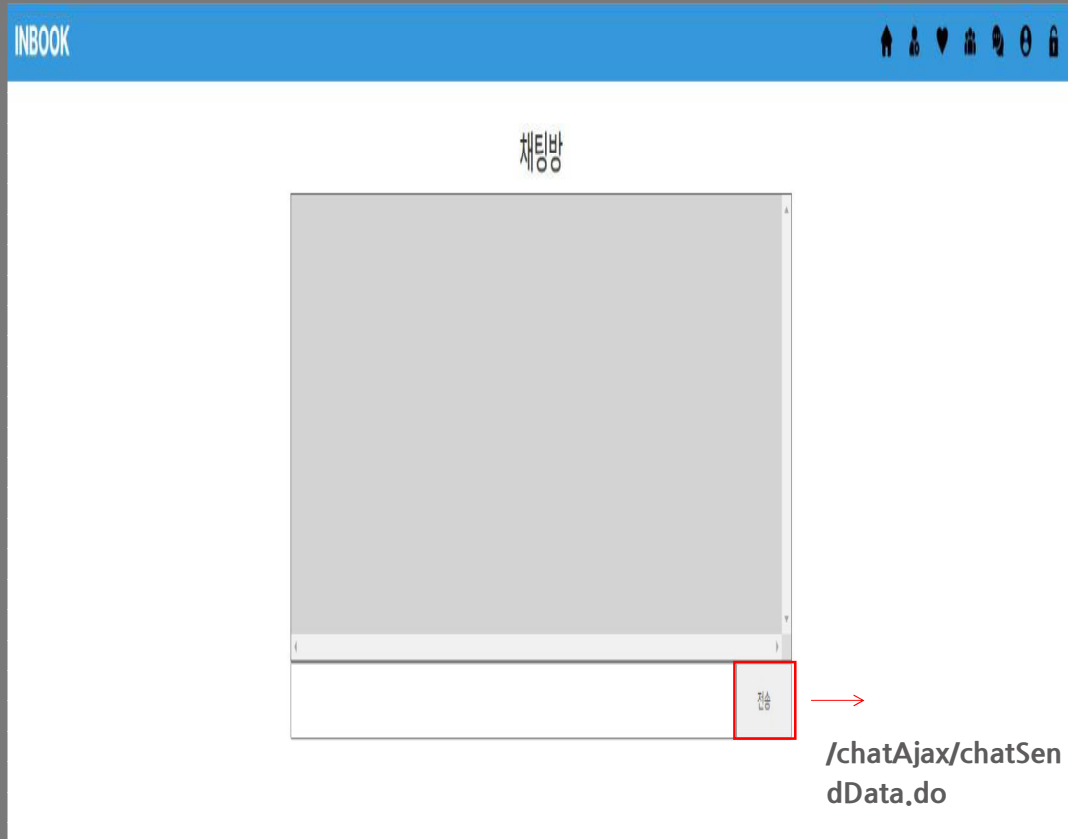 INBOOK
채팅방
전송
/chatAjax/chatSen
dData.do